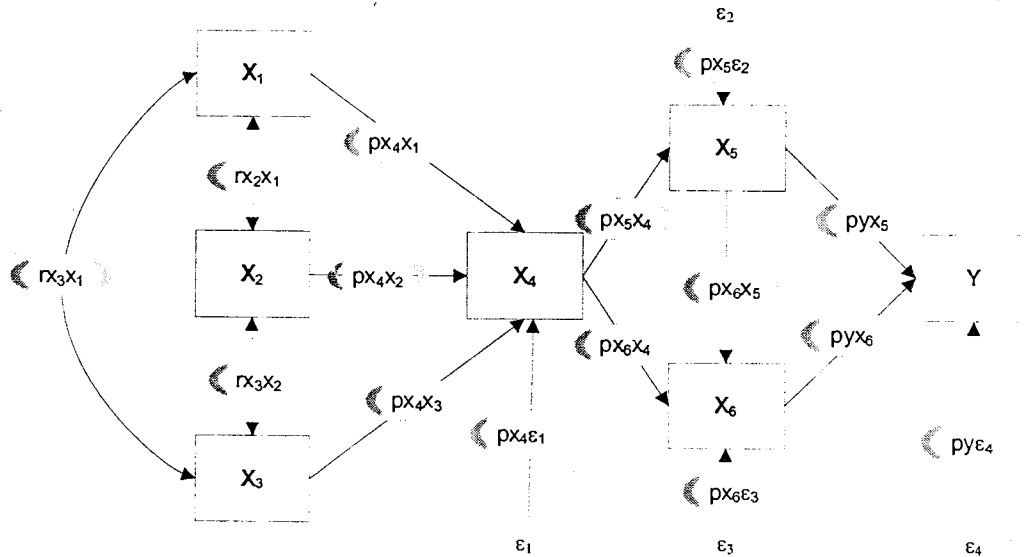 ε₂
px₅ε₂
X₁
px₄x₁
X₅
rx₂x₁
px₅x₄
pyx₅
rx₃x₁
X₂
px₄x₂
X₄
px₆x₅
Y
px₆x₄
pyx₆
rx₃x₂
px₄x₃
X₆
px₄ε₁
pyε₄
X₃
px₆ε₃
ε₁
ε₃
ε₄